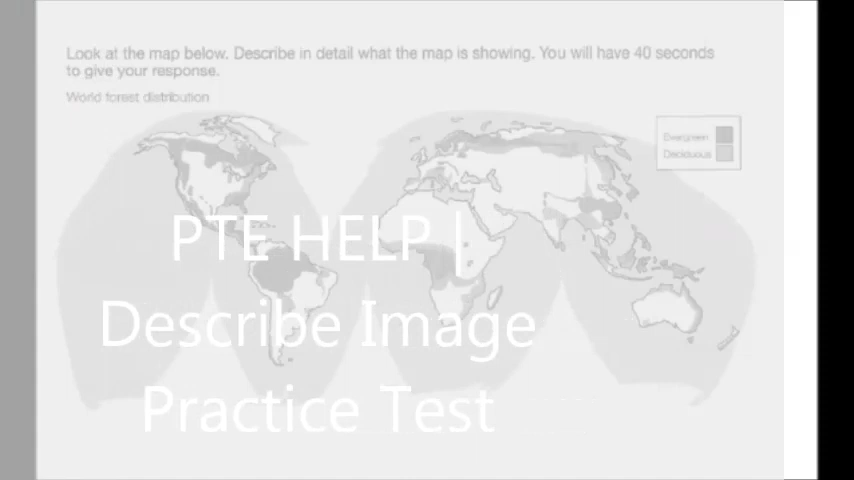 Look at the map below. Describe in detail what the map is showing. You will have 40 seconds
to give your response.
World forest distribution
Evergreen
Deciduous
PTE HELP |
Describe Image
Practice Test